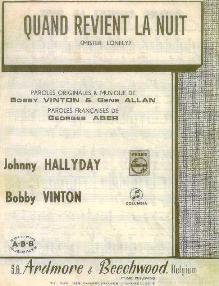 QUAND REVIENT LA NUIT
(MISTER LONELY)
PAROLES ORIGINALES & MUSIQUE DE
BOBBY VINTON & GENE ALLAN
PAROLES FRANÇAISES DE
GEORGES ABER
Johnny HALLYDAY
PHILIPS
Bobby VINTON
COLUMBIA
A·B·B
S.A. Ardmore & Beechwood, Belgium